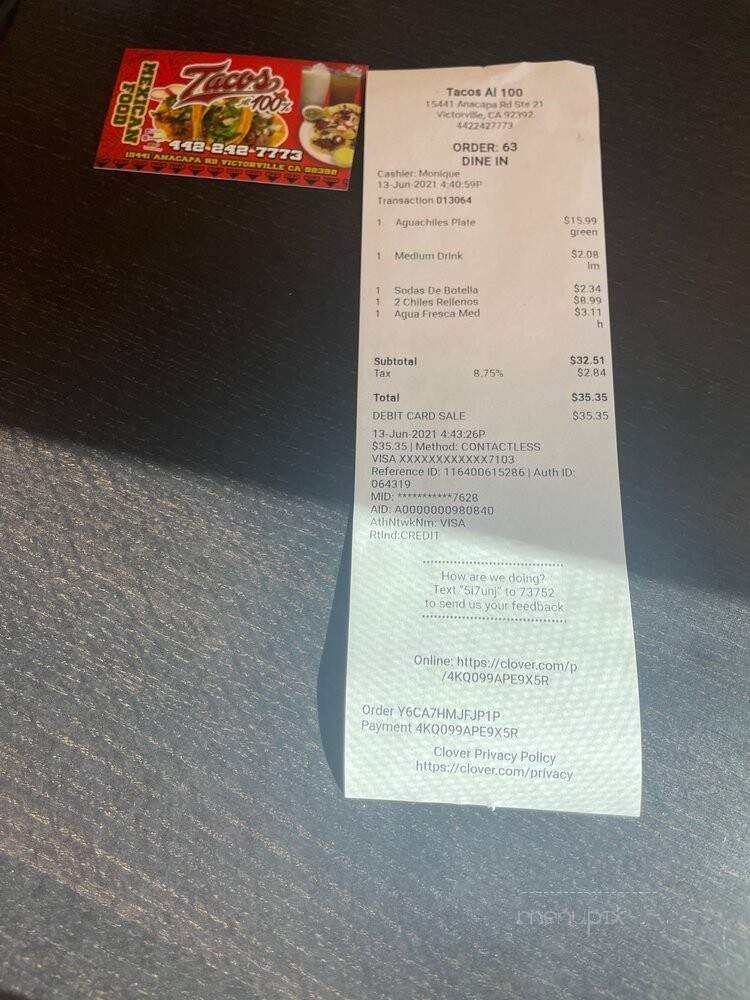 MEXICAN
FOOD
Tacos
Al 100%
442-242-7773
15441 ANACAPA RD VICTORVILLE CA 92392
Tacos Al 100
15441 Anacapa Rd Ste 21
Victorville, CA 92392
4422427773
ORDER: 63
DINE IN
Cashier: Monique
13-Jun-2021 4:40:59P
Transaction 013064
1 Aguachiles Plate $15.99
green
1 Medium Drink $2.08
lm
1 Sodas De Botella $2.34
1 2 Chiles Rellenos $8.99
1 Agua Fresca Med $3.11
h
Subtotal $32.51
Tax 8.75% $2.84
Total $35.35
DEBIT CARD SALE $35.35
13-Jun-2021 4:43:26P
$35.35 | Method: CONTACTLESS
VISA XXXXXXXXXXXX7103
Reference ID: 116400615286 | Auth ID:
064319
MID: ***********7628
AID: A0000000980840
AthNtwkNm: VISA
RtInd:CREDIT
How are we doing?
Text "5i7unj" to 73752
to send us your feedback
Online: https://clover.com/p
/4KQ099APE9X5R
Order Y6CA7HMJFJP1P
Payment 4KQ099APE9X5R
Clover Privacy Policy
https://clover.com/privacy
menupix